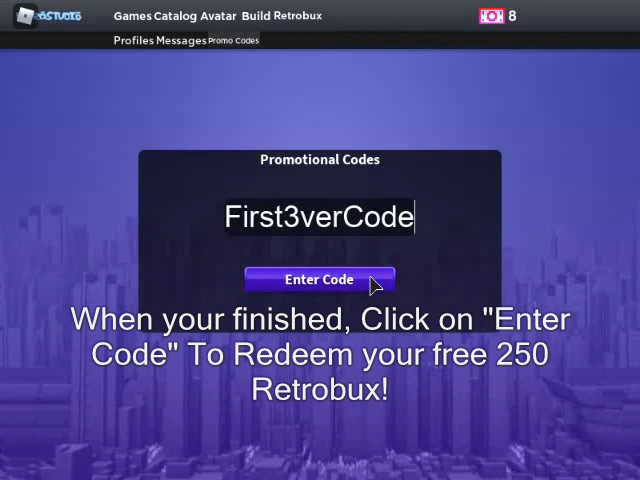 Games Catalog Avatar Build Retrobux 8
Profiles Messages Promo Codes
Promotional Codes
First3verCode
Enter Code
When your finished, Click on "Enter
Code" To Redeem your free 250
Retrobux!